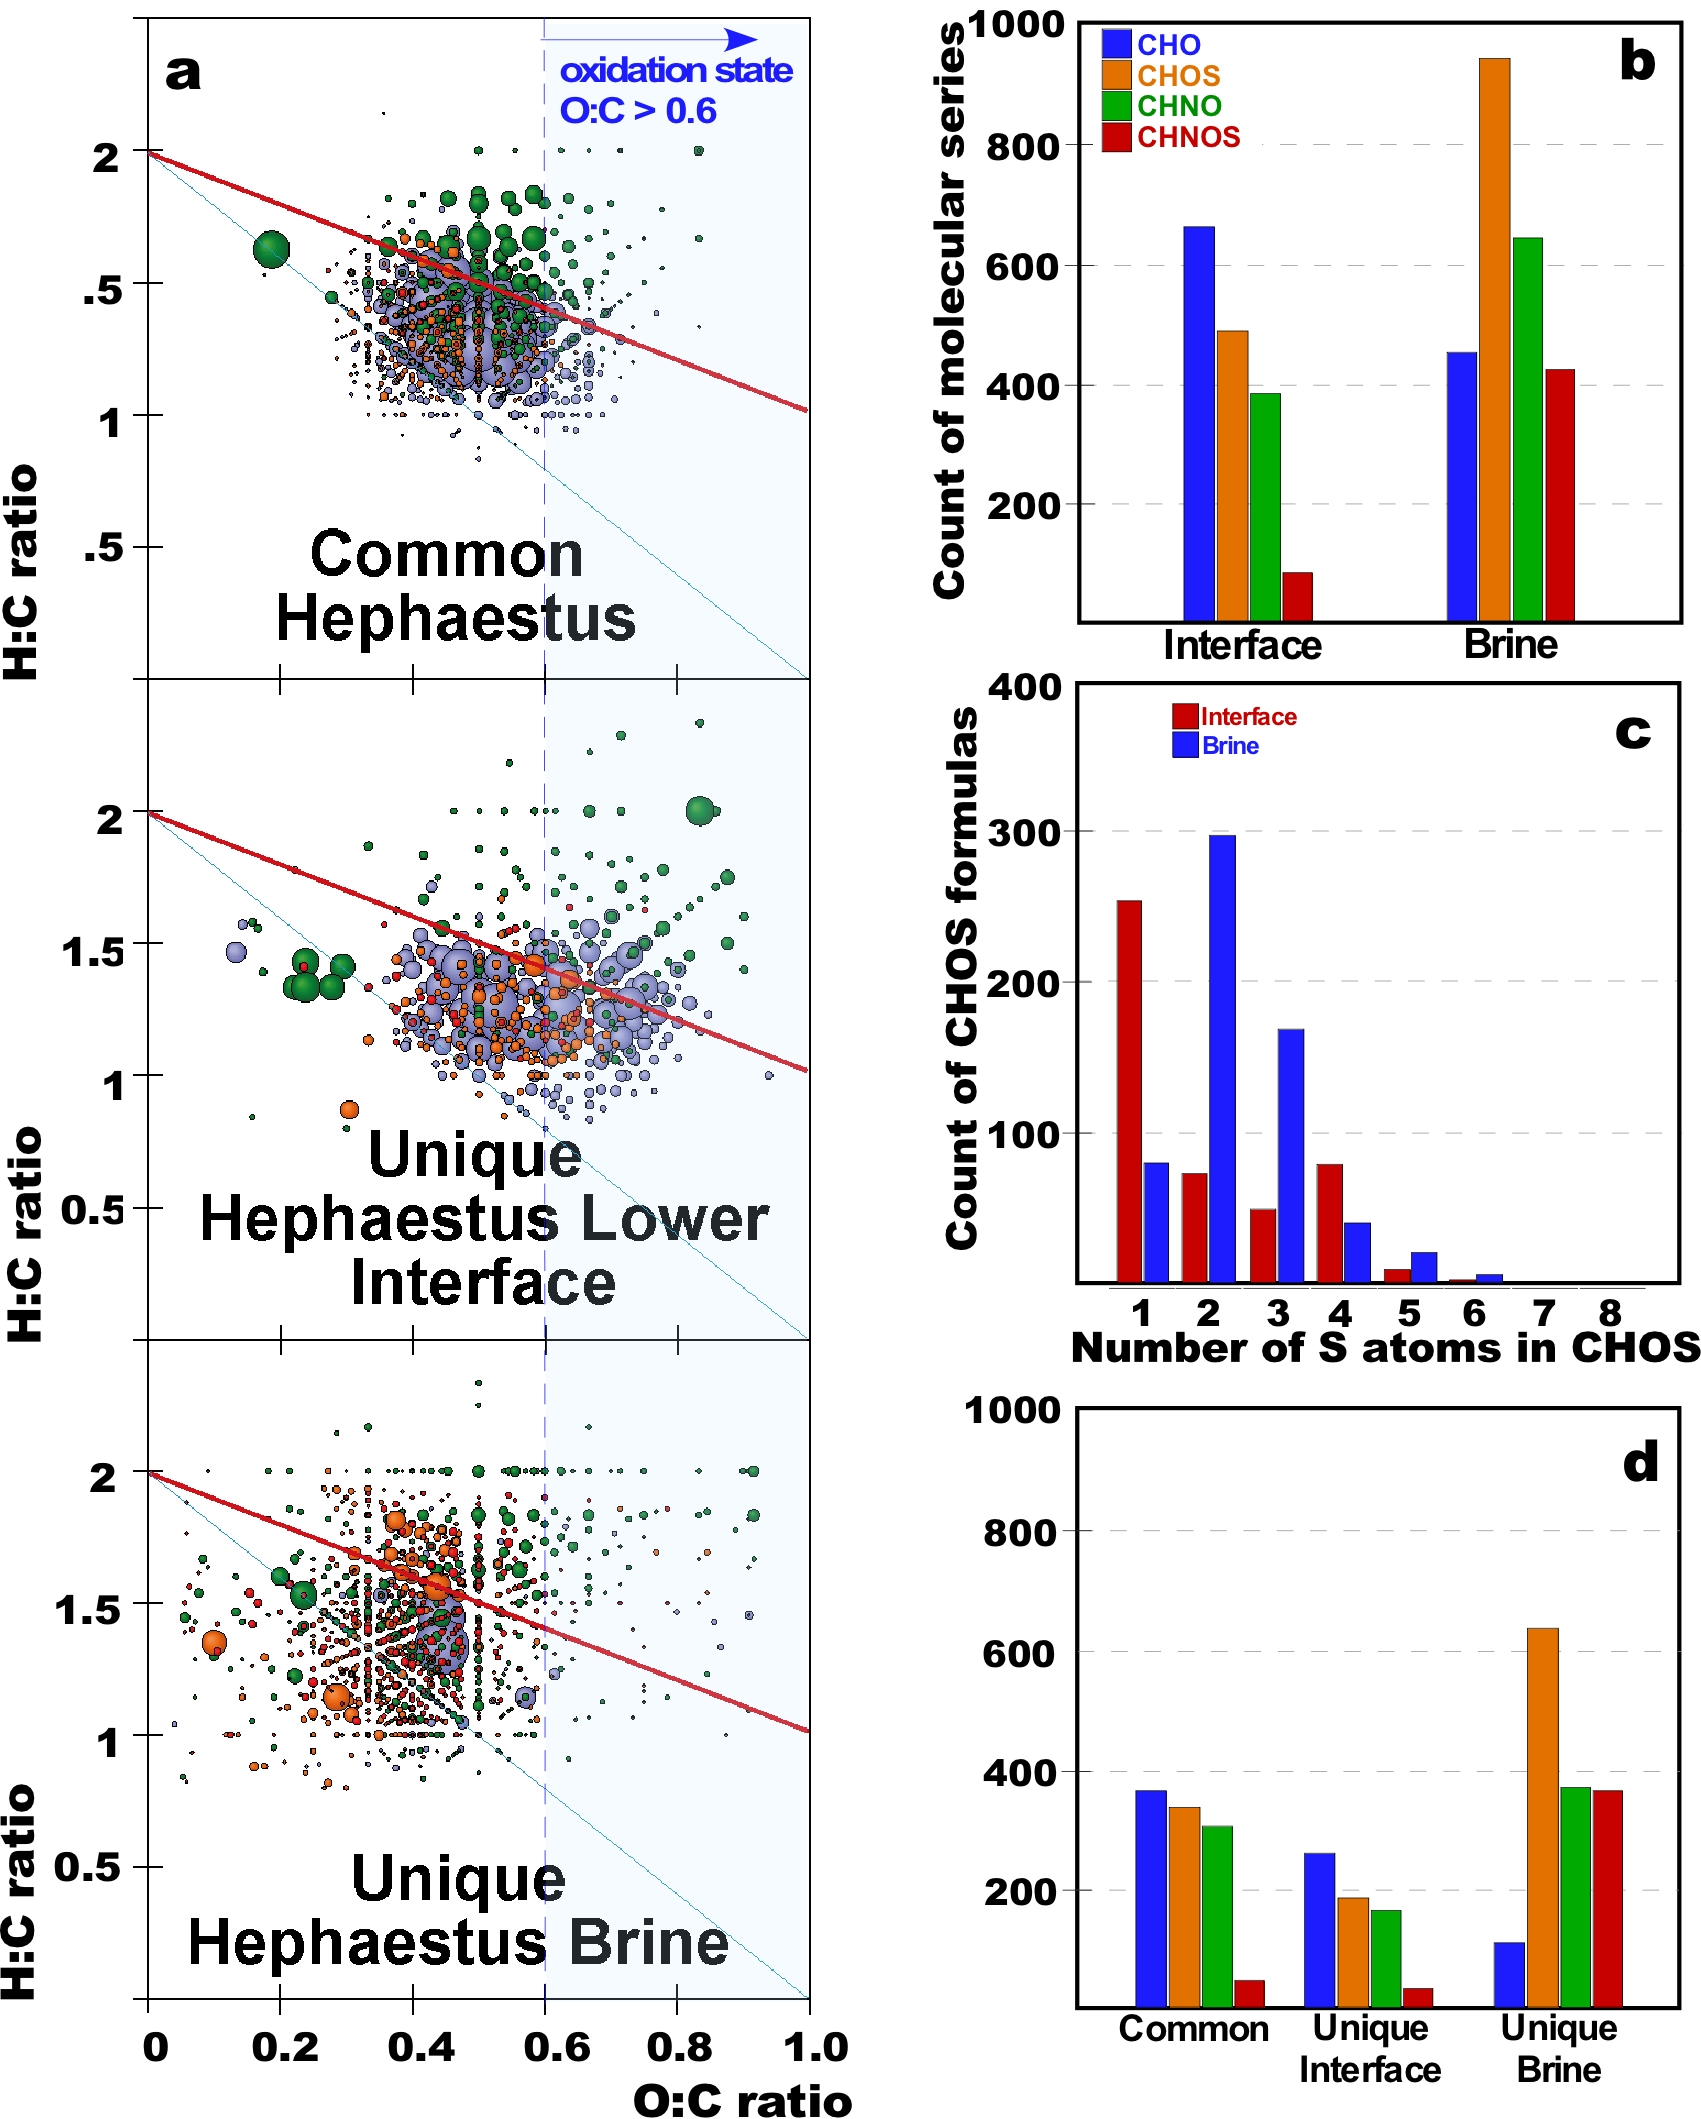 a
oxidation state
O:C > 0.6
2
.5
1
.5
H:C ratio
Common
Hephaestus
2
1.5
1
0.5
H:C ratio
Unique
Hephaestus Lower
Interface
2
1.5
1
0.5
H:C ratio
Unique
Hephaestus Brine
0 0.2 0.4 0.6 0.8 1.0
O:C ratio
b
CHO
CHOS
CHNO
CHNOS
1000
800
600
400
200
Count of molecular series
Interface Brine
c
Interface
Brine
400
300
200
100
Count of CHOS formulas
1 2 3 4 5 6 7 8
Number of S atoms in CHOS
d
1000
800
600
400
200
Common Unique Unique
Interface Brine